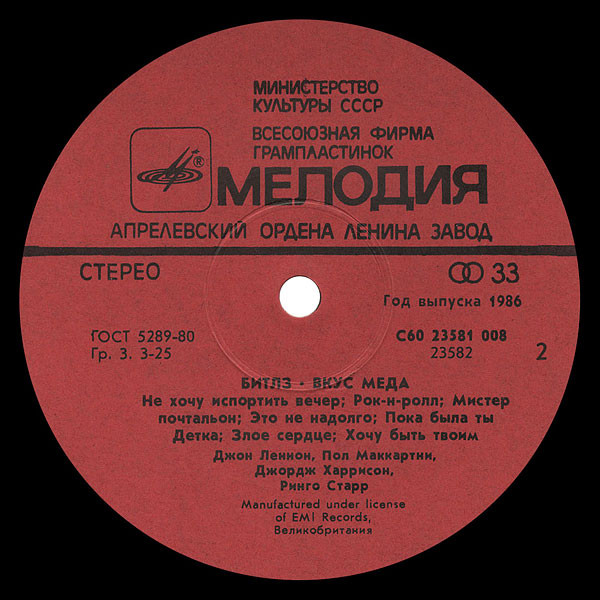 МИНИСТЕРСТВО
КУЛЬТУРЫ СССР
ВСЕСОЮЗНАЯ ФИРМА
ГРАМПЛАСТИНОК
®
МЕЛОДИЯ
АПРЕЛЕВСКИЙ ОРДЕНА ЛЕНИНА ЗАВОД
СТЕРЕО
33
Год выпуска 1986
ГОСТ 5289-80
Гр. 3. 3-25
С60 23581 008
23582
2
БИТЛЗ · ВКУС МЕДА
Не хочу испортить вечер; Рок-н-ролл; Мистер
почтальон; Это не надолго; Пока была ты
Детка; Злое сердце; Хочу быть твоим
Джон Леннон, Пол Маккартни,
Джордж Харрисон,
Ринго Старр
Manufactured under license
of EMI Records,
Великобритания